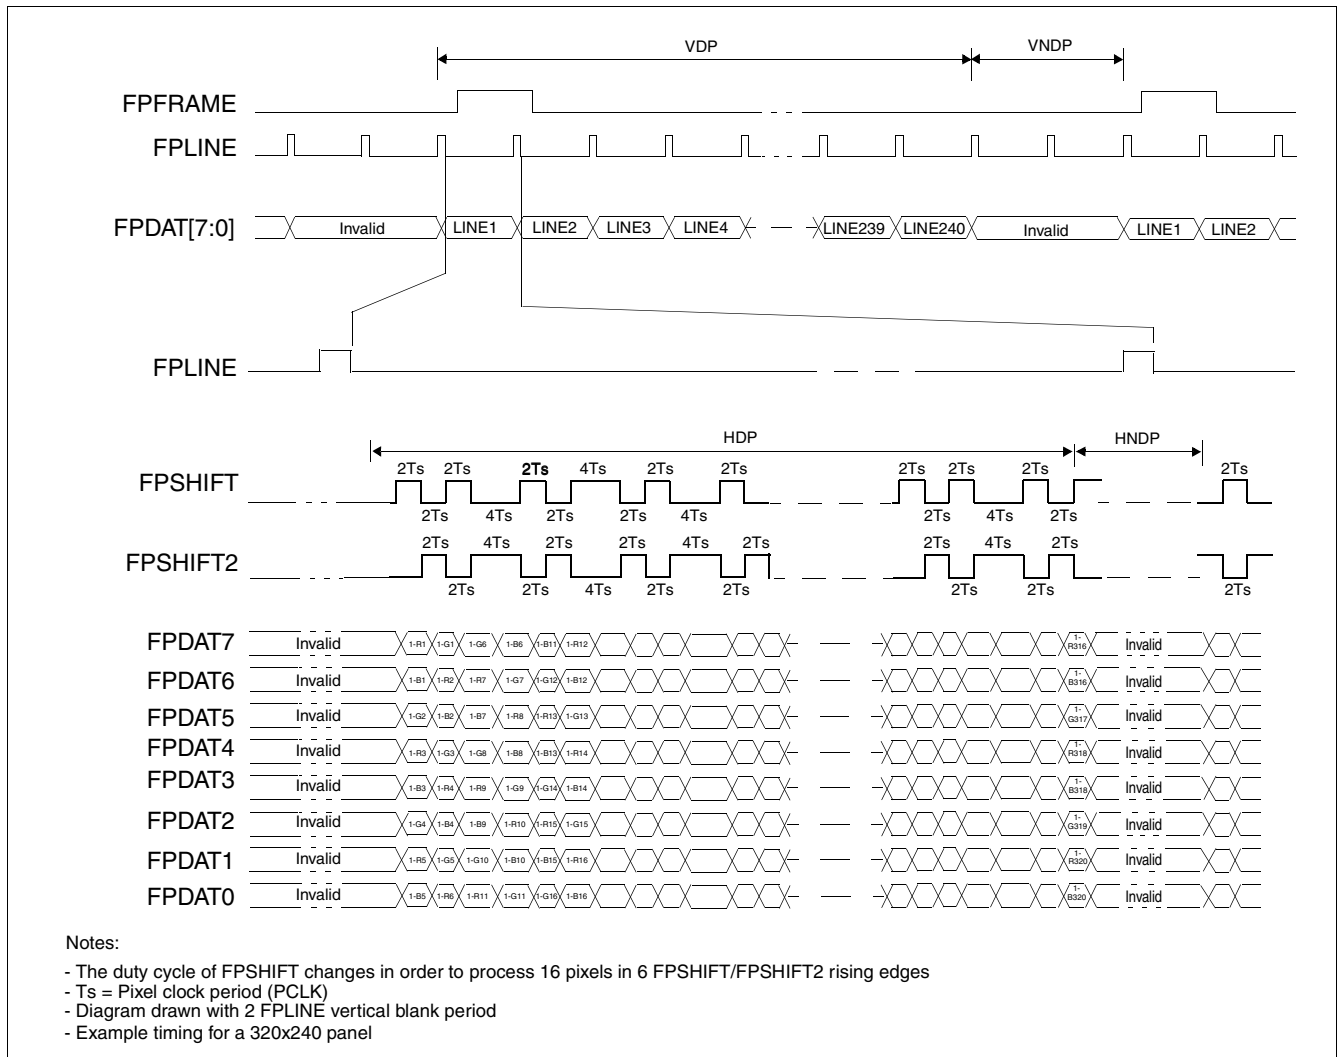 VDP VNDP
FPFRAME
FPLINE
FPDAT[7:0] Invalid LINE1 LINE2 LINE3 LINE4 LINE239 LINE240 Invalid LINE1 LINE2
FPLINE
HDP HNDP
2Ts 2Ts 2Ts 4Ts 2Ts 2Ts 2Ts 2Ts 2Ts 2Ts
FPSHIFT
2Ts 4Ts 2Ts 2Ts 4Ts 2Ts 4Ts 2Ts
2Ts 4Ts 2Ts 2Ts 4Ts 2Ts 2Ts 4Ts 2Ts
FPSHIFT2
2Ts 2Ts 4Ts 2Ts 2Ts 2Ts 2Ts 2Ts
FPDAT7 Invalid 1-R1 1-G1 1-G6 1-B6 1-B11 1-R12 1-R316 Invalid
FPDAT6 Invalid 1-B1 1-R2 1-R7 1-G7 1-G12 1-B12 1-B316 Invalid
FPDAT5 Invalid 1-G2 1-B2 1-B7 1-R8 1-R13 1-G13 1-G317 Invalid
FPDAT4 Invalid 1-R3 1-G3 1-G8 1-B8 1-B13 1-R14 1-R318 Invalid
FPDAT3 Invalid 1-B3 1-R4 1-R9 1-G9 1-G14 1-B14 1-B318 Invalid
FPDAT2 Invalid 1-G4 1-B4 1-B9 1-R10 1-R15 1-G15 1-G319 Invalid
FPDAT1 Invalid 1-R5 1-G5 1-G10 1-B10 1-B15 1-R16 1-R320 Invalid
FPDAT0 Invalid 1-B5 1-R6 1-R11 1-G11 1-G16 1-B16 1-B320 Invalid
Notes:
- The duty cycle of FPSHIFT changes in order to process 16 pixels in 6 FPSHIFT/FPSHIFT2 rising edges
- Ts = Pixel clock period (PCLK)
- Diagram drawn with 2 FPLINE vertical blank period
- Example timing for a 320x240 panel